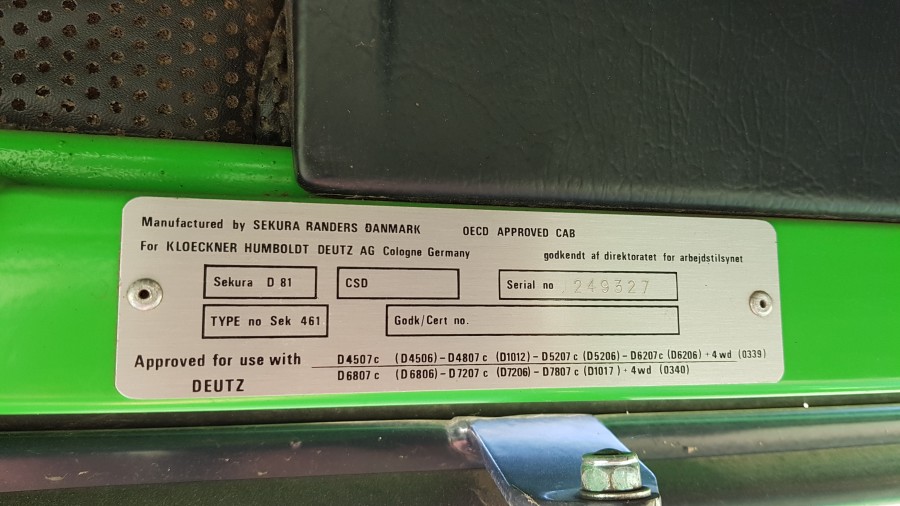 Manufactured by SEKURA RANDERS DANMARK OECD APPROVED CAB
For KLOECKNER HUMBOLDT DEUTZ AG Cologne Germany godkendt af direktoratet for arbejdstilsynet
Sekura D 81 CSD Serial no 249327
TYPE no Sek 461 Godk/Cert no.
Approved for use with D4507c (D4506)-D4807c (D1012)-D5207c (D5206)-D6207c (D6206)+4wd (0339)
DEUTZ D6807c (D6806)-D7207c (D7206)-D7807c (D1017)+4wd (0340)